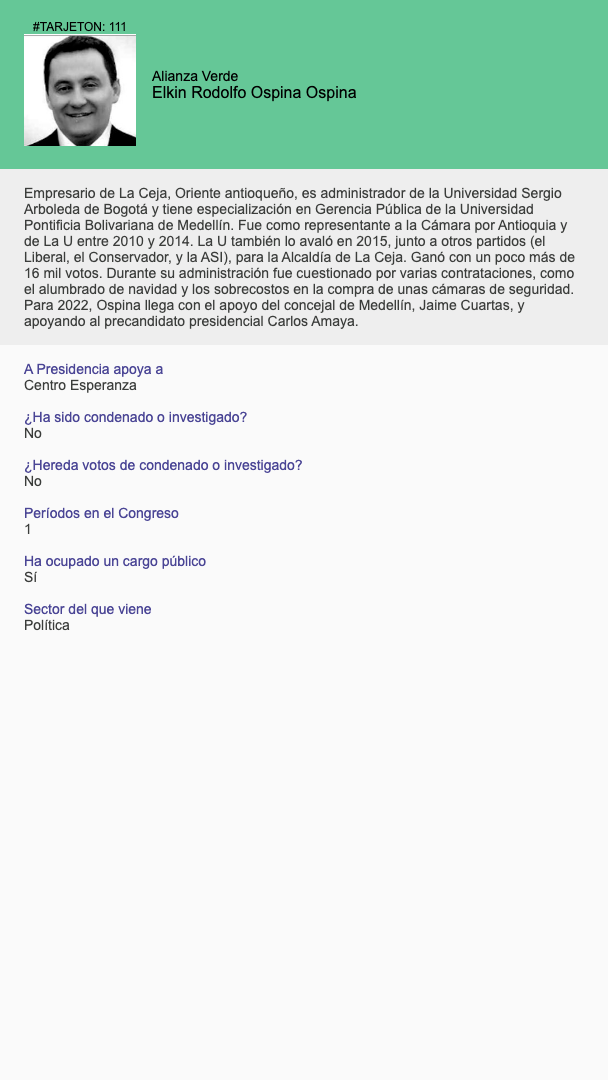 #TARJETON: 111
Alianza Verde
Elkin Rodolfo Ospina Ospina
Empresario de La Ceja, Oriente antioqueño, es administrador de la Universidad Sergio
Arboleda de Bogotá y tiene especialización en Gerencia Pública de la Universidad
Pontificia Bolivariana de Medellín. Fue como representante a la Cámara por Antioquia y
de La U entre 2010 y 2014. La U también lo avaló en 2015, junto a otros partidos (el
Liberal, el Conservador, y la ASI), para la Alcaldía de La Ceja. Ganó con un poco más de
16 mil votos. Durante su administración fue cuestionado por varias contrataciones, como
el alumbrado de navidad y los sobrecostos en la compra de unas cámaras de seguridad.
Para 2022, Ospina llega con el apoyo del concejal de Medellín, Jaime Cuartas, y
apoyando al precandidato presidencial Carlos Amaya.
A Presidencia apoya a
Centro Esperanza
¿Ha sido condenado o investigado?
No
¿Hereda votos de condenado o investigado?
No
Períodos en el Congreso
1
Ha ocupado un cargo público
Sí
Sector del que viene
Política